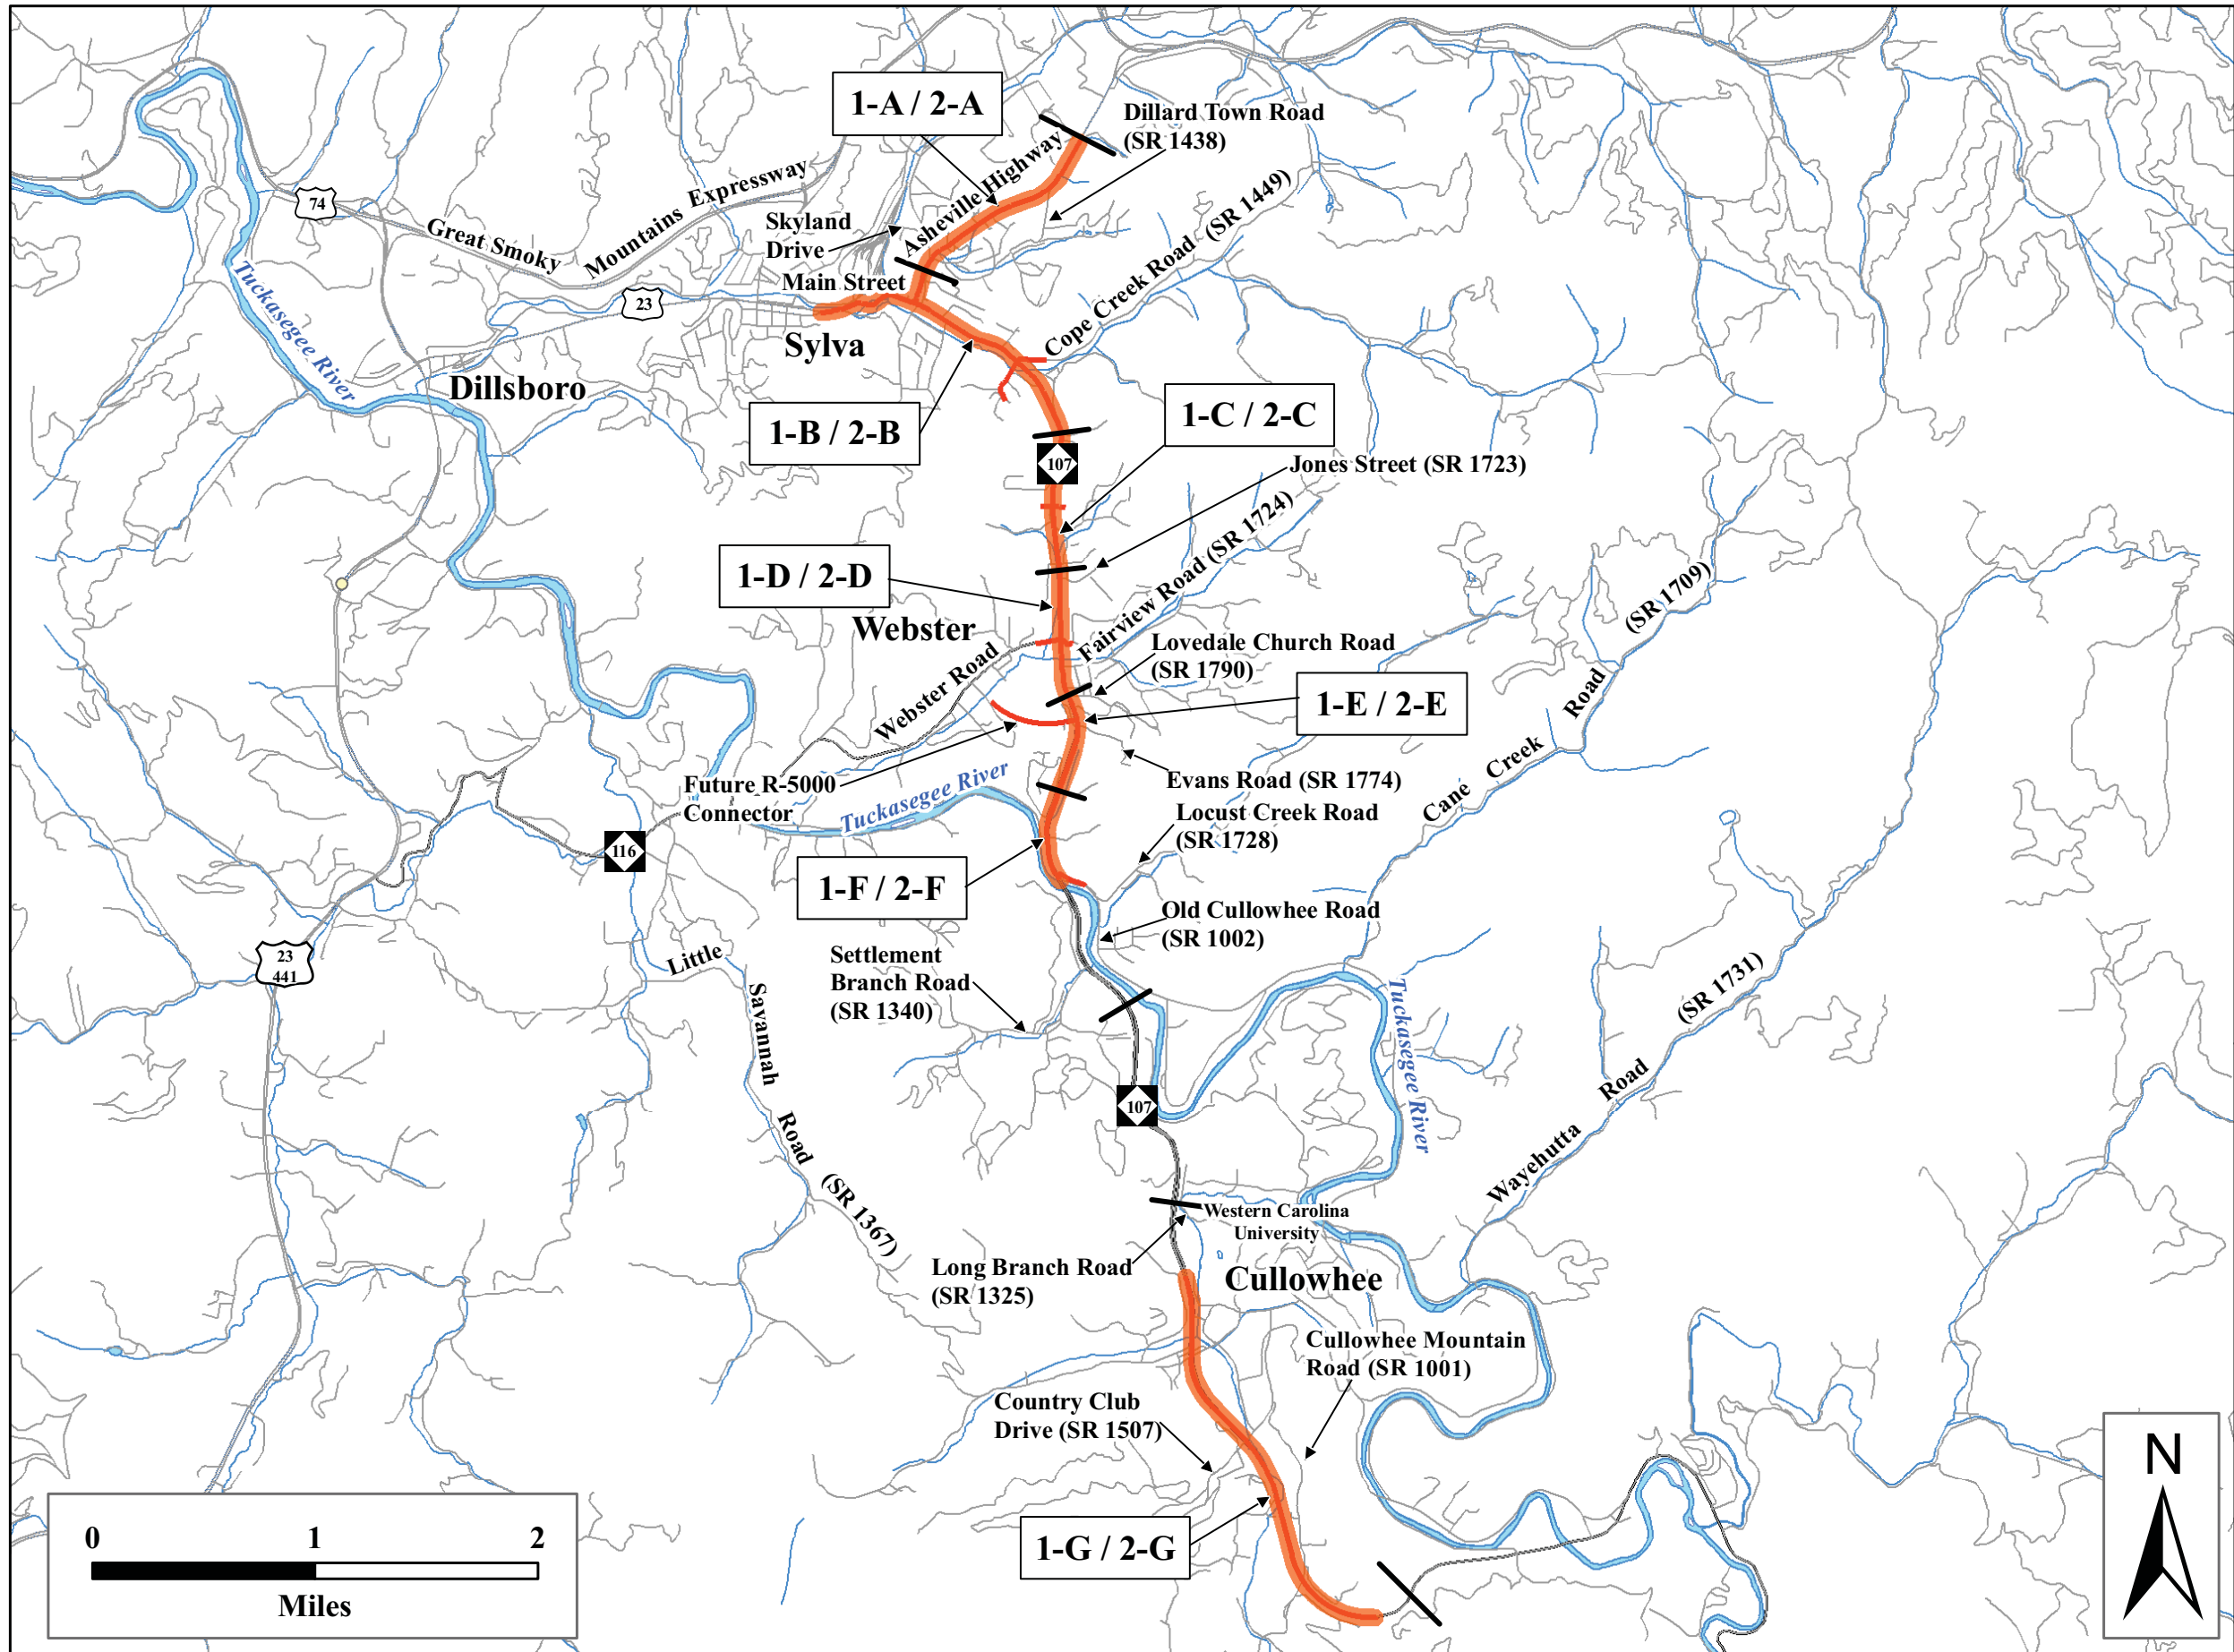 1-A / 2-A
Dillard Town Road
(SR 1438)
74
Great Smoky Mountains Expressway
Skyland
Drive
Asheville Highway
Cope Creek Road (SR 1449)
Main Street
23
Tuckasegee River
Sylva
Dillsboro
1-B / 2-B
1-C / 2-C
107
Jones Street (SR 1723)
Fairview Road (SR 1724)
1-D / 2-D
Webster
Lovedale Church Road
(SR 1790)
Cane Creek Road (SR 1709)
Webster Road
1-E / 2-E
Evans Road (SR 1774)
Future R-5000
Connector
Tuckasegee River
Locust Creek Road
(SR 1728)
116
1-F / 2-F
Old Cullowhee Road
(SR 1002)
23
441
Little Savannah Road (SR 1367)
Settlement
Branch Road
(SR 1340)
Tuckasegee River
Wayehutta Road (SR 1731)
107
Western Carolina
University
Long Branch Road
(SR 1325)
Cullowhee
Cullowhee Mountain
Road (SR 1001)
Country Club
Drive (SR 1507)
1-G / 2-G
0 1 2
Miles
N